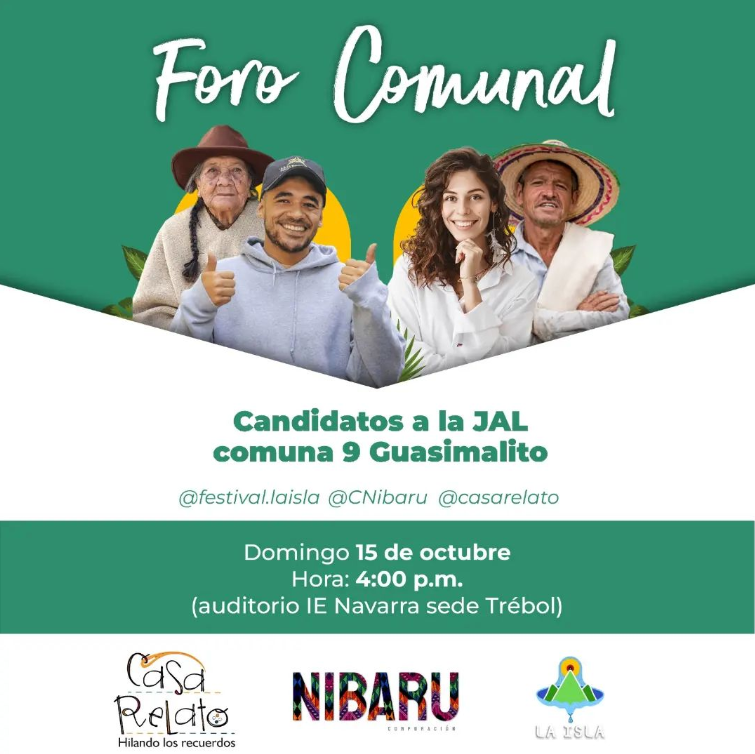 Foro Comunal
Candidatos a la JAL
comuna 9 Guasimalito
@festival.laisla @CNibaru @casarelato
Domingo 15 de octubre
Hora: 4:00 p.m.
(auditorio IE Navarra sede Trébol)
Casa
Relato
Hilando los recuerdos
NIBARU
CORPORACIÓN
LA ISLA